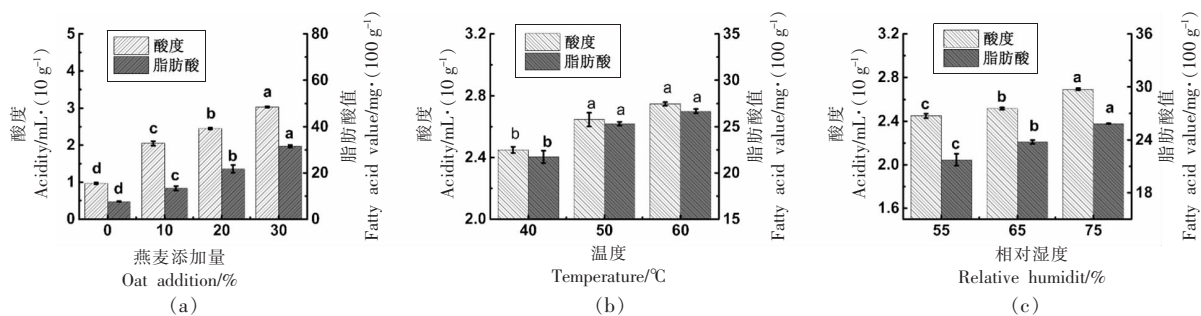 5
4
3
2
1
0
酸度
Acidity/mL·(10 g⁻¹)
酸度
脂肪酸
d
d
c
c
b
b
a
a
80
60
40
20
0
脂肪酸值
Fatty acid value/mg·(100 g⁻¹)
0 10 20 30
燕麦添加量
Oat addition/%
(a)
3.2
2.8
2.4
2.0
酸度
Acidity/mL·(10 g⁻¹)
酸度
脂肪酸
b
b
a
a
a
a
35
30
25
20
15
脂肪酸值
Fatty acid value/mg·(100 g⁻¹)
40 50 60
温度
Temperature/℃
(b)
3.2
2.8
2.4
2.0
1.6
酸度
Acidity/mL·(10 g⁻¹)
酸度
脂肪酸
c
c
b
b
a
a
34
30
26
22
18
脂肪酸值
Fatty acid value/mg·(100 g⁻¹)
55 65 75
相对湿度
Relative humidit/%
(c)